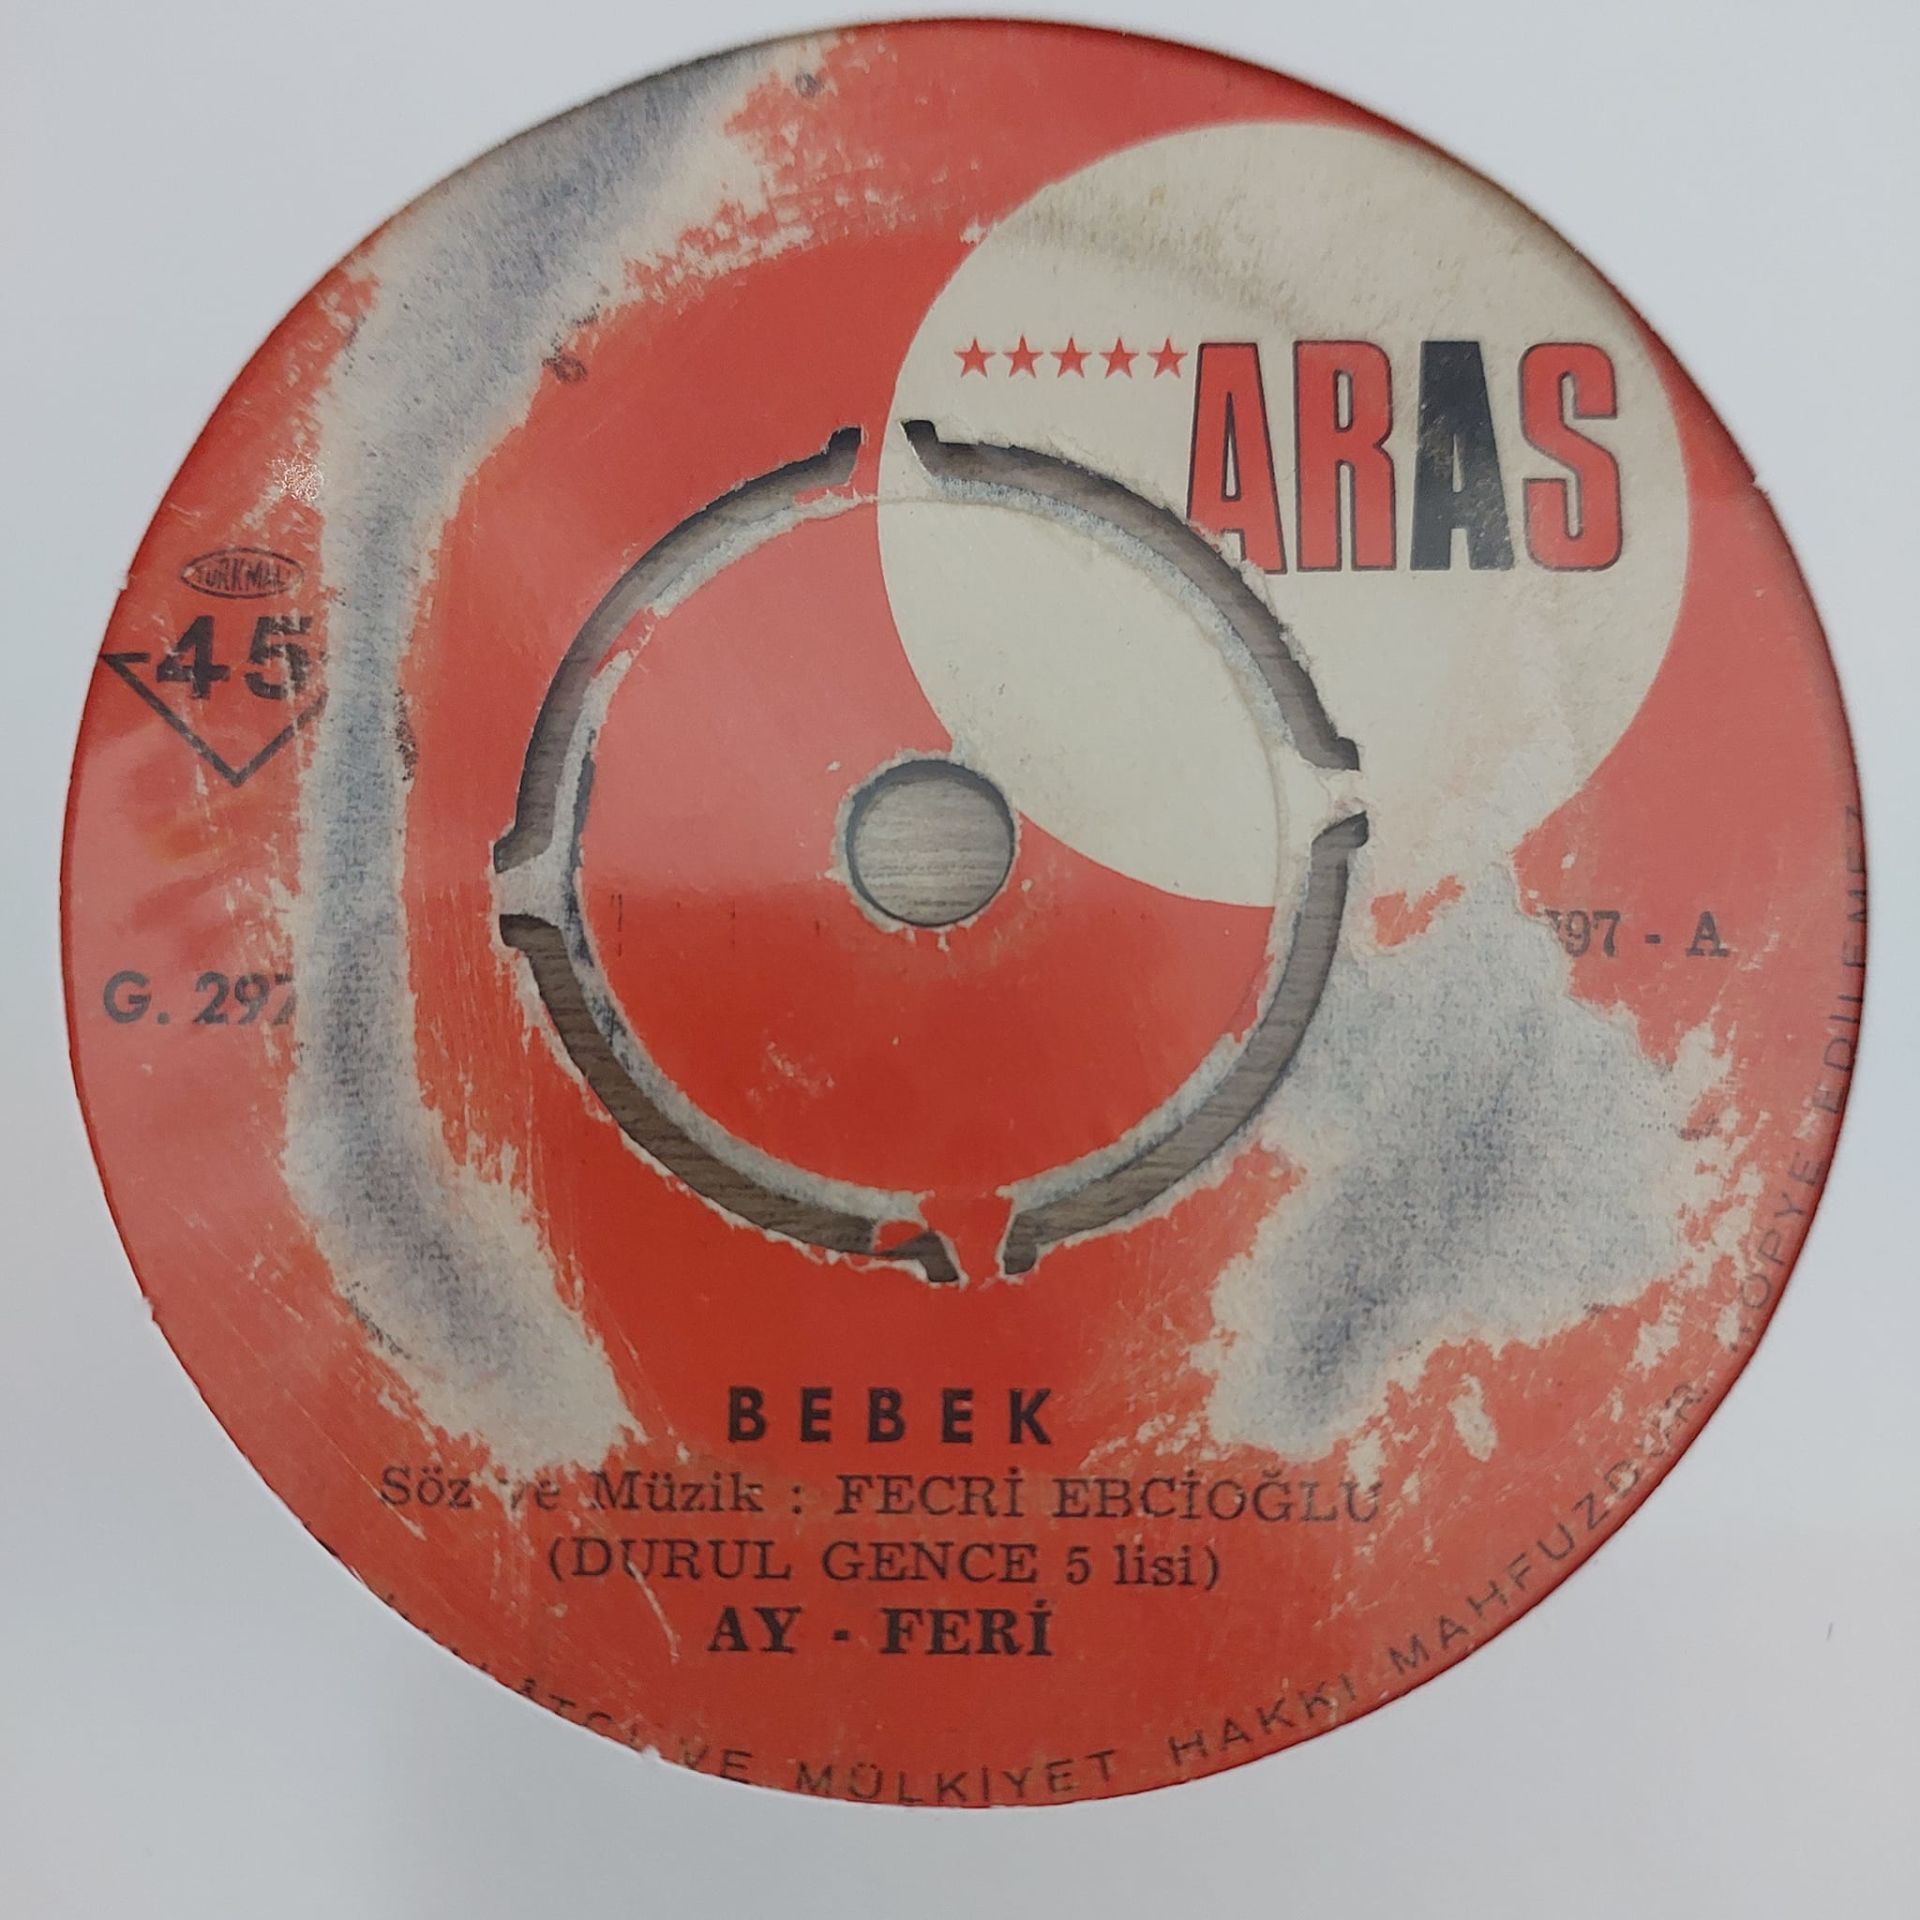 ARAS
TÜRKMALI
45
G. 297
97 - A
BEBEK
Söz ve Müzik : FECRİ EBCİOĞLU
(DURUL GENCE 5 lisi)
AY - FERİ
VE MÜLKİYET HAKKI MAHFUZDUR. KOPYE EDİLEMEZ